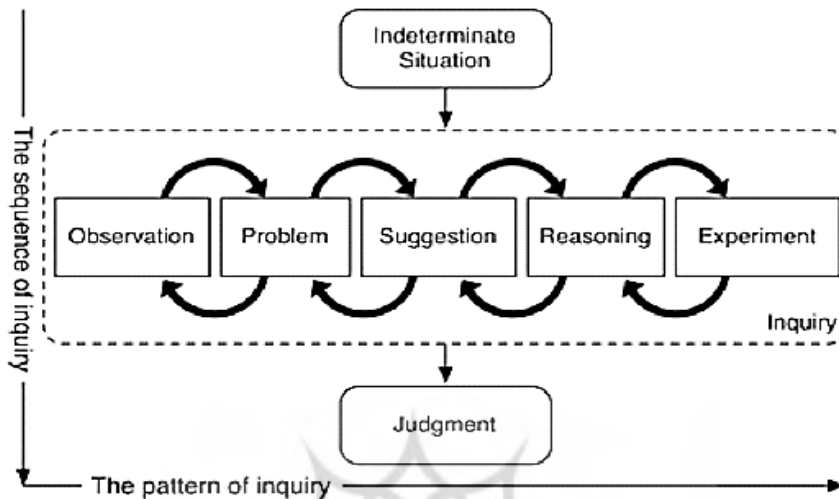 Indeterminate
Situation
The sequence of inquiry
Observation
Problem
Suggestion
Reasoning
Experiment
Inquiry
Judgment
The pattern of inquiry